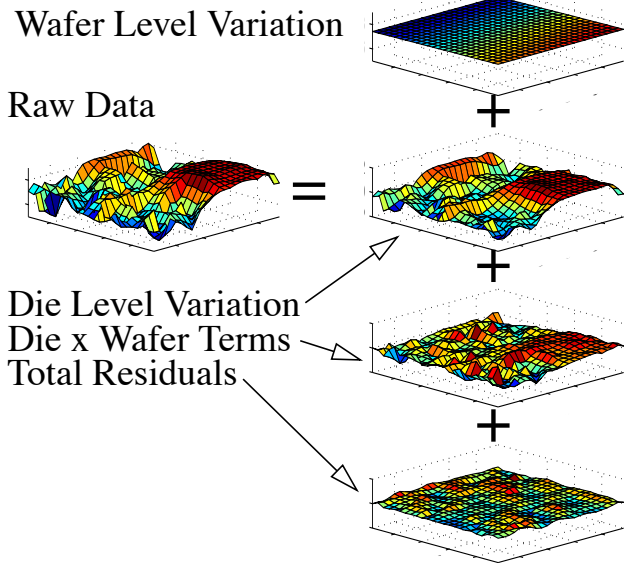 Wafer Level Variation
+
Raw Data
=
+
Die Level Variation
Die x Wafer Terms
Total Residuals
+